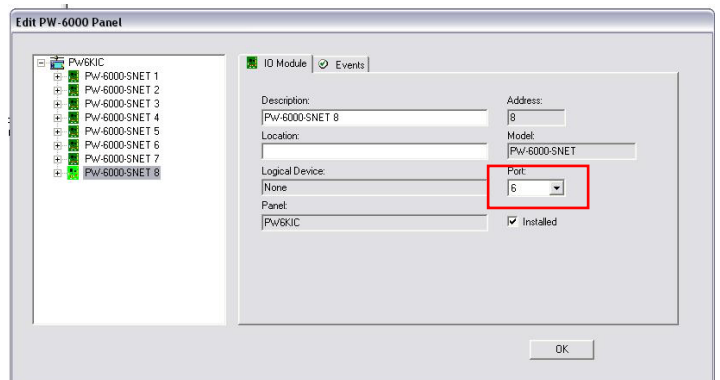 Edit PW-6000 Panel
PW6KIC
PW-6000-SNET 1
PW-6000-SNET 2
PW-6000-SNET 3
PW-6000-SNET 4
PW-6000-SNET 5
PW-6000-SNET 6
PW-6000-SNET 7
PW-6000-SNET 8
IO Module Events
Description: Address:
PW-6000-SNET 8 8
Location: Model:
PW-6000-SNET
Logical Device: Port:
None 6
Panel:
PW6KIC Installed
OK